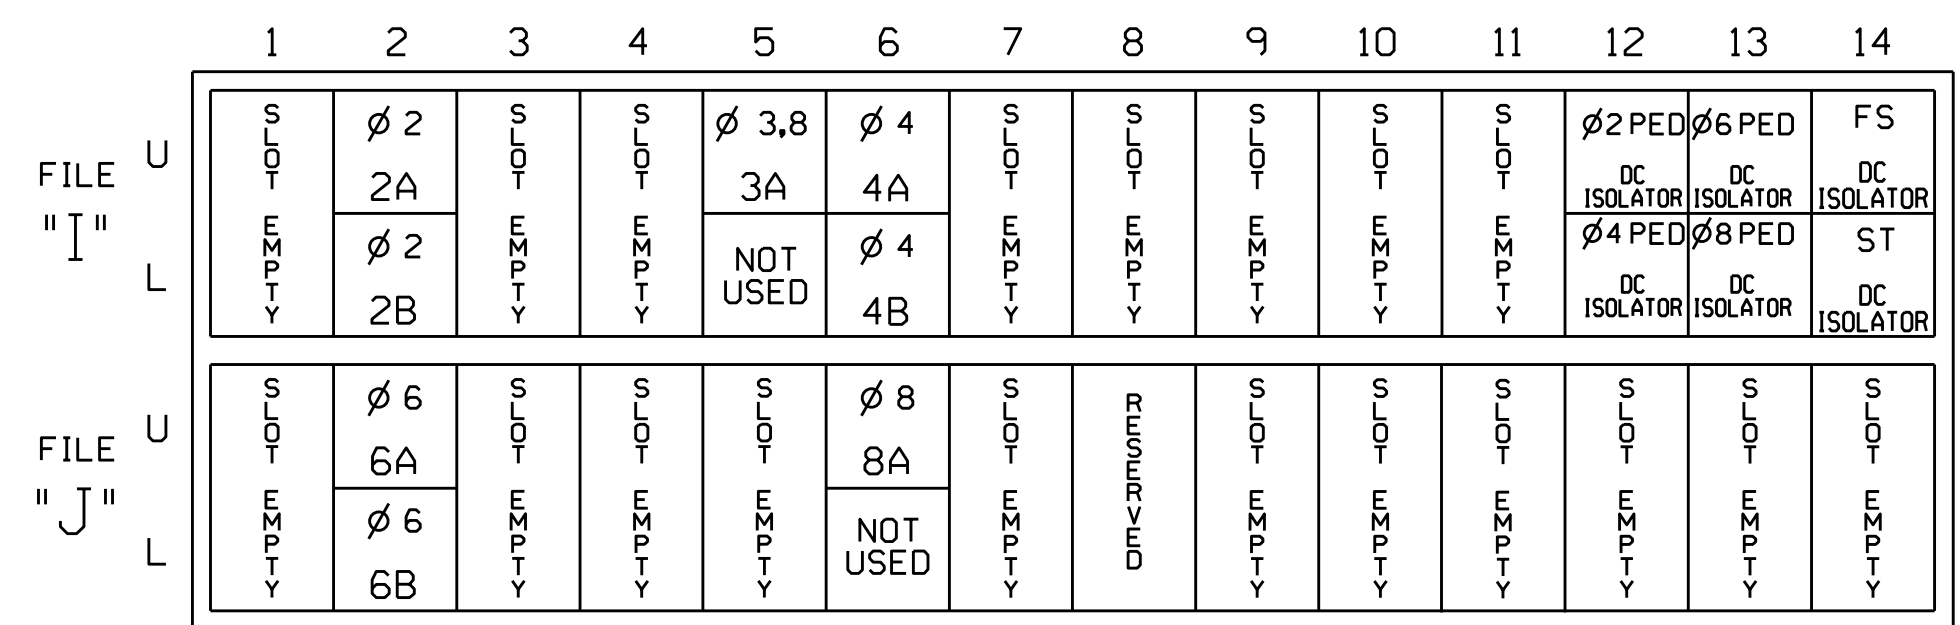 1 2 3 4 5 6 7 8 9 10 11 12 13 14
FILE "I"
U
L
SLOT EMPTY
Ø 2
2A
Ø 2
2B
SLOT EMPTY
SLOT EMPTY
Ø 3,8
3A
NOT
USED
Ø 4
4A
Ø 4
4B
SLOT EMPTY
SLOT EMPTY
SLOT EMPTY
SLOT EMPTY
SLOT EMPTY
Ø2 PED
DC
ISOLATOR
Ø4 PED
DC
ISOLATOR
Ø6 PED
DC
ISOLATOR
Ø8 PED
DC
ISOLATOR
FS
DC
ISOLATOR
ST
DC
ISOLATOR
FILE "J"
U
L
SLOT EMPTY
Ø 6
6A
Ø 6
6B
SLOT EMPTY
SLOT EMPTY
SLOT EMPTY
Ø 8
8A
NOT
USED
SLOT EMPTY
RESERVED
SLOT EMPTY
SLOT EMPTY
SLOT EMPTY
SLOT EMPTY
SLOT EMPTY
SLOT EMPTY